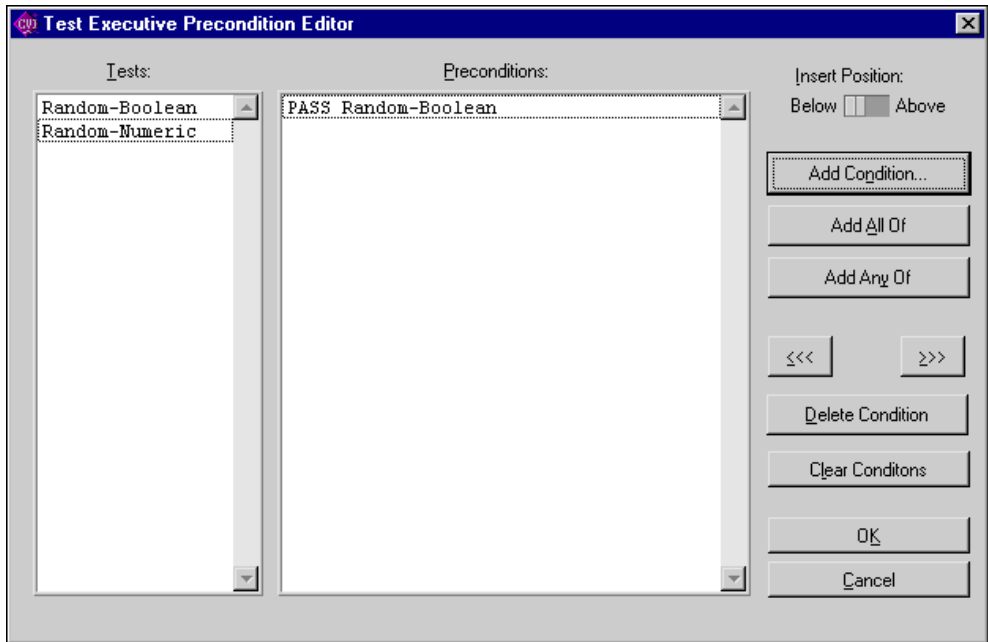 CVI Test Executive Precondition Editor
Tests:
Random-Boolean
Random-Numeric
Preconditions:
PASS Random-Boolean
Insert Position:
Below Above
Add Condition...
Add All Of
Add Any Of
<<< >>>
Delete Condition
Clear Conditons
OK
Cancel